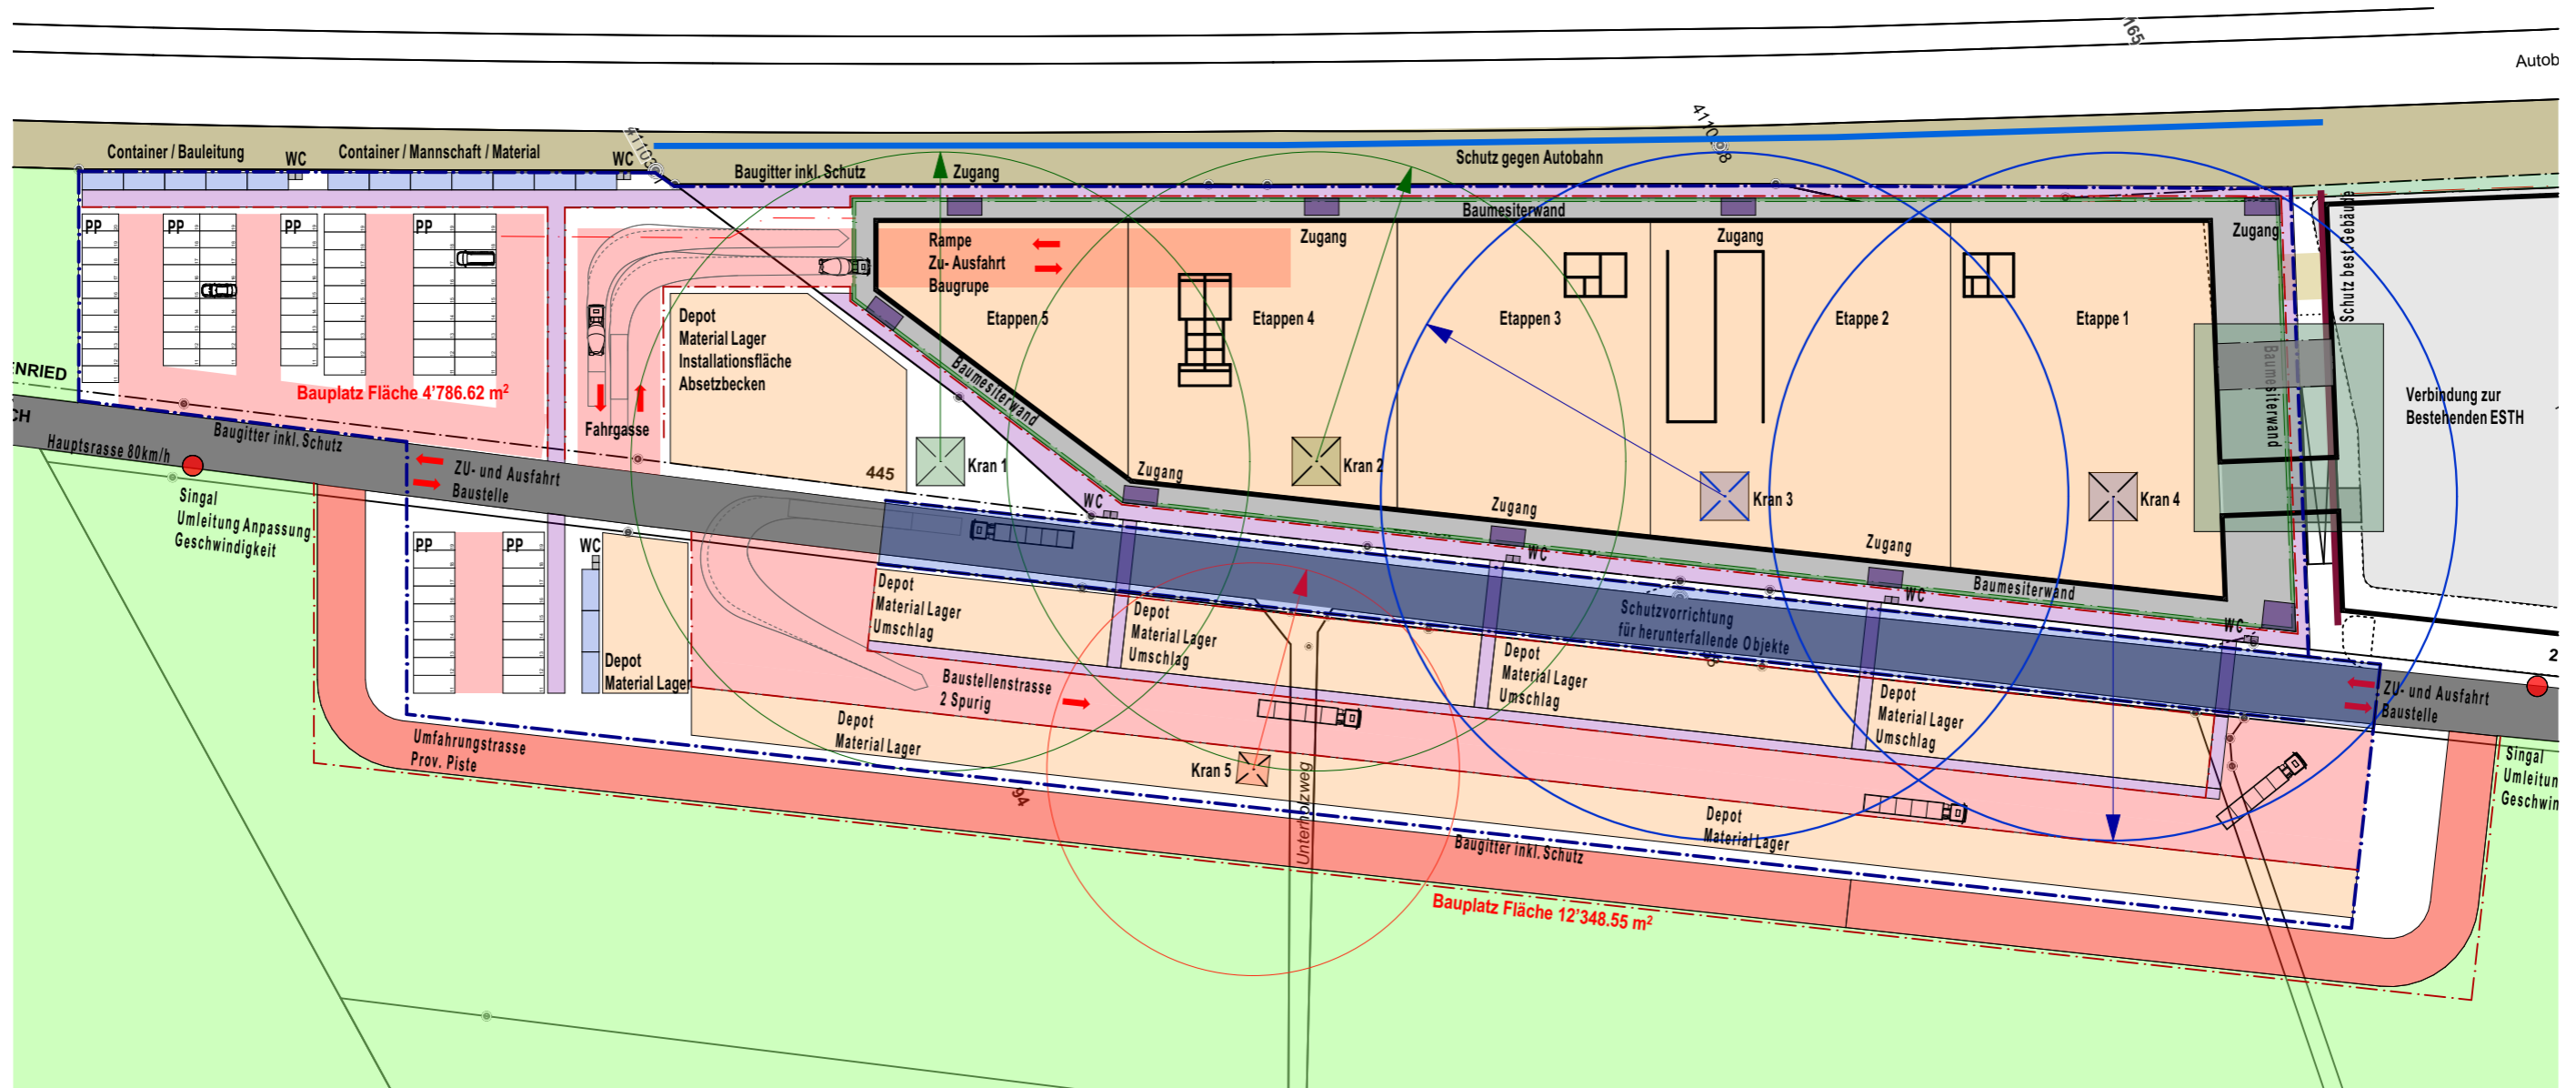 165
Autob
Container / Bauleitung
WC
Container / Mannschaft / Material
WC
Baugitter inkl. Schutz
Zugang
Schutz gegen Autobahn
Baumesiterwand
Schutz best Gebäude
PP
PP
PP
PP
Rampe
Zu- Ausfahrt
Baugrupe
Zugang
Zugang
Zugang
Depot
Material Lager
Installationsfläche
Absetzbecken
Etappen 5
Etappen 4
Etappen 3
Etappe 2
Etappe 1
Baumesiterwand
Baumesiterwand
ENRIED
CH
Bauplatz Fläche 4'786.62 m²
Verbindung zur
Bestehenden ESTH
Fahrgasse
Hauptsrasse 80km/h
Baugitter inkl. Schutz
ZU- und Ausfahrt
Baustelle
445
Kran 1
Kran 2
Kran 3
Kran 4
Zugang
Zugang
Zugang
WC
WC
WC
WC
Baumesiterwand
Singal
Umleitung Anpassung
Geschwindigkeit
PP
PP
WC
Depot
Material Lager
Depot
Material Lager
Umschlag
Depot
Material Lager
Umschlag
Schutzvorrichtung
für herunterfallende Objekte
Depot
Material Lager
Umschlag
Depot
Material Lager
Umschlag
2
ZU- und Ausfahrt
Baustelle
Baustellenstrasse
2 Spurig
Depot
Material Lager
Umfahrungstrasse
Prov. Piste
Kran 5
94
Unterholzweg
Depot
Material Lager
Baugitter inkl. Schutz
Singal
Umleitun
Geschwin
Bauplatz Fläche 12'348.55 m²